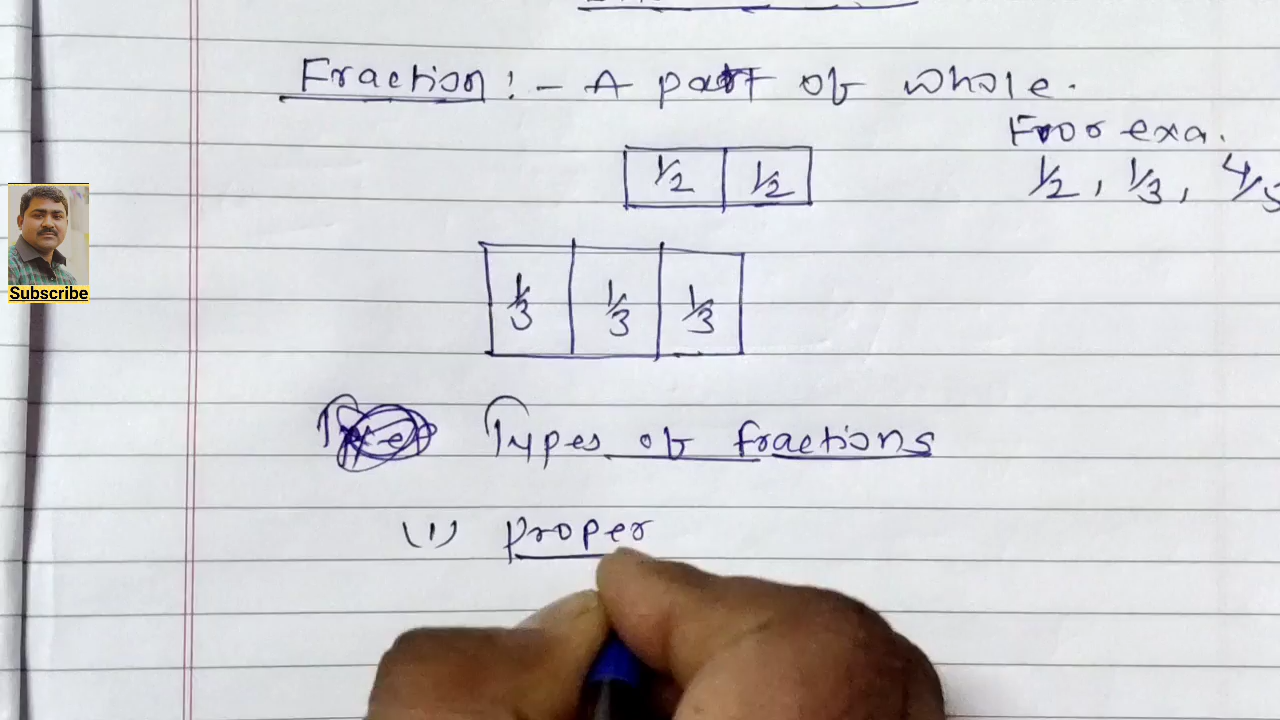 Fraction :- A part of whole.
Foor exa.
1/2, 1/3, 4/5
1/2 1/2
1/3 1/3 1/3
Types of fractions
(1) Proper
Subscribe